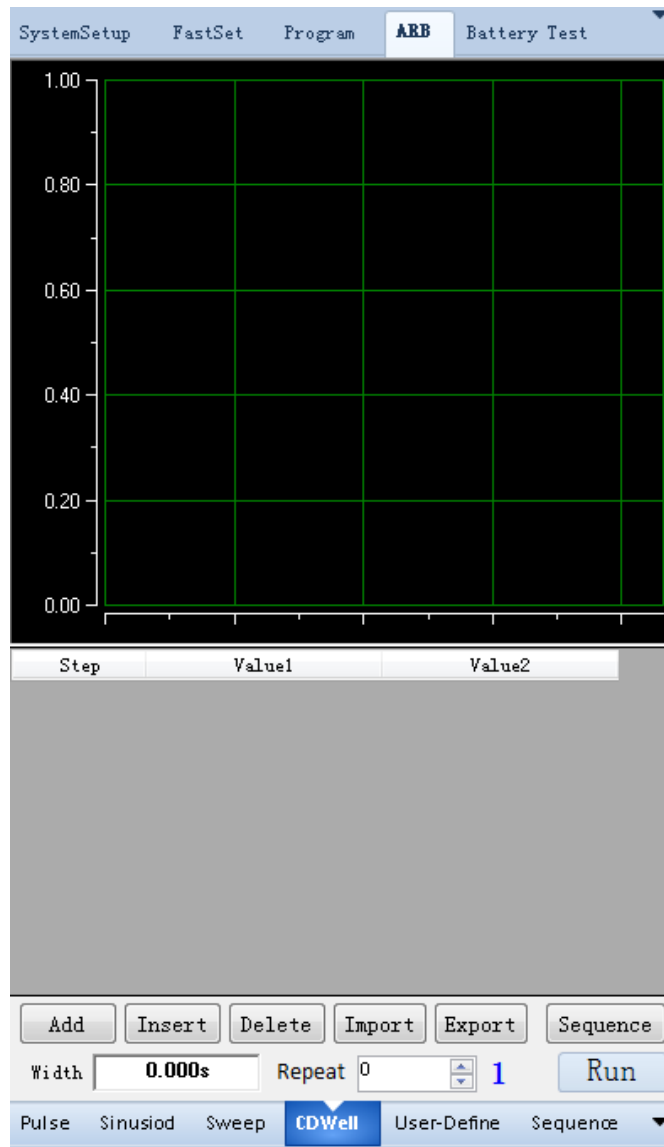 SystemSetup FastSet Program ARB Battery Test
1.00
0.80
0.60
0.40
0.20
0.00
Step Value1 Value2
Add Insert Delete Import Export Sequence
Width 0.000s Repeat 0 1 Run
Pulse Sinusiod Sweep CDWell User-Define Sequence